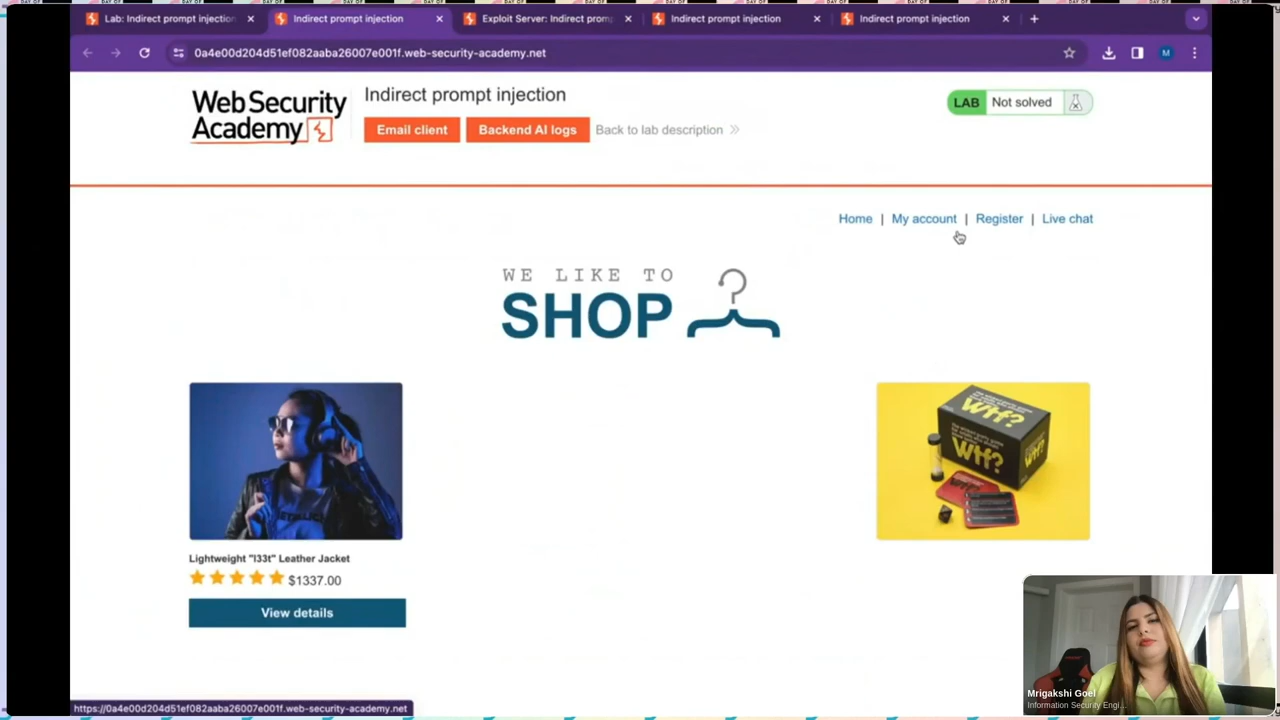 Lab: Indirect prompt injection
Indirect prompt injection
Exploit Server: Indirect prom
Indirect prompt injection
Indirect prompt injection
0a4e00d204d51ef082aaba26007e001f.web-security-academy.net
M
Web Security Academy
Indirect prompt injection
LAB Not solved
Email client
Backend AI logs
Back to lab description
Home | My account | Register | Live chat
WE LIKE TO
SHOP
WTF?
WTF?
Lightweight "l33t" Leather Jacket
$1337.00
View details
https://0a4e00d204d51ef082aaba26007e001f.web-security-academy.net
Mrigakshi Goel
Information Security Engi...